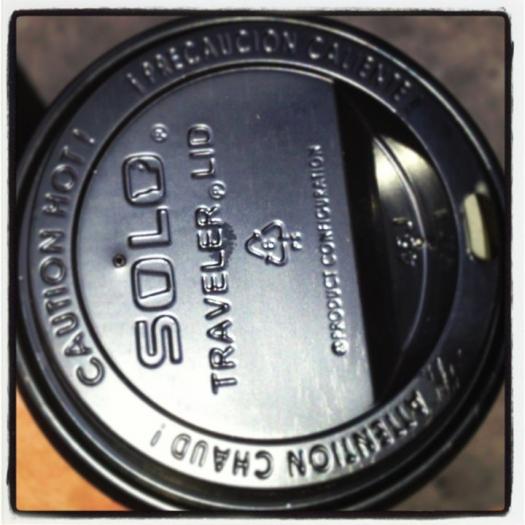 SOLO®
TRAVELER® LID
®PRODUCT CONFIGURATION
CAUTION HOT!
¡PRECAUCION CALIENTE!
ATTENTION CHAUD!